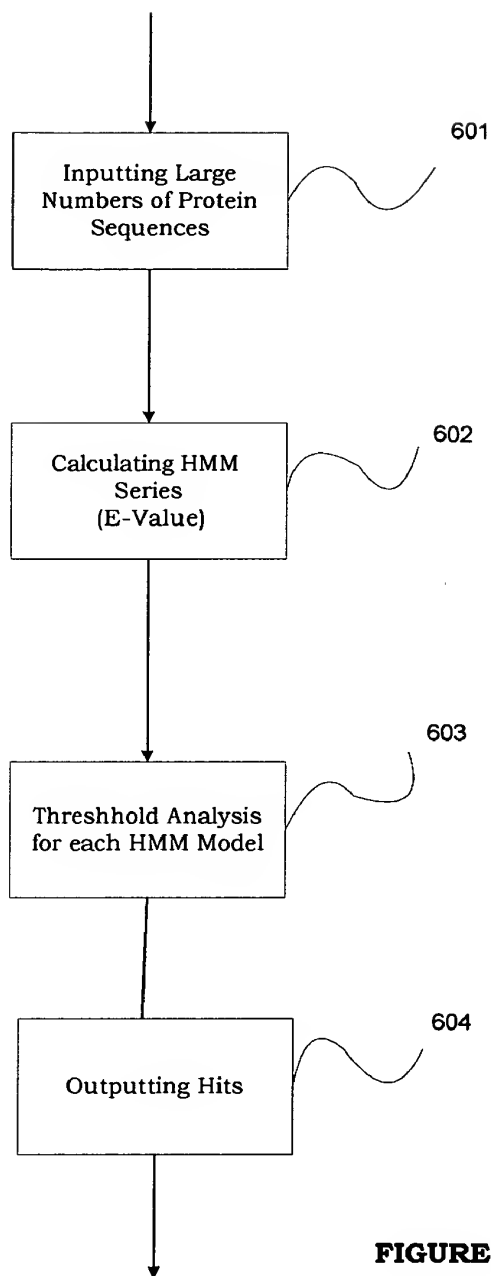 601
Inputting Large
Numbers of Protein
Sequences
602
Calculating HMM
Series
(E-Value)
603
Threshhold Analysis
for each HMM Model
604
Outputting Hits
FIGURE